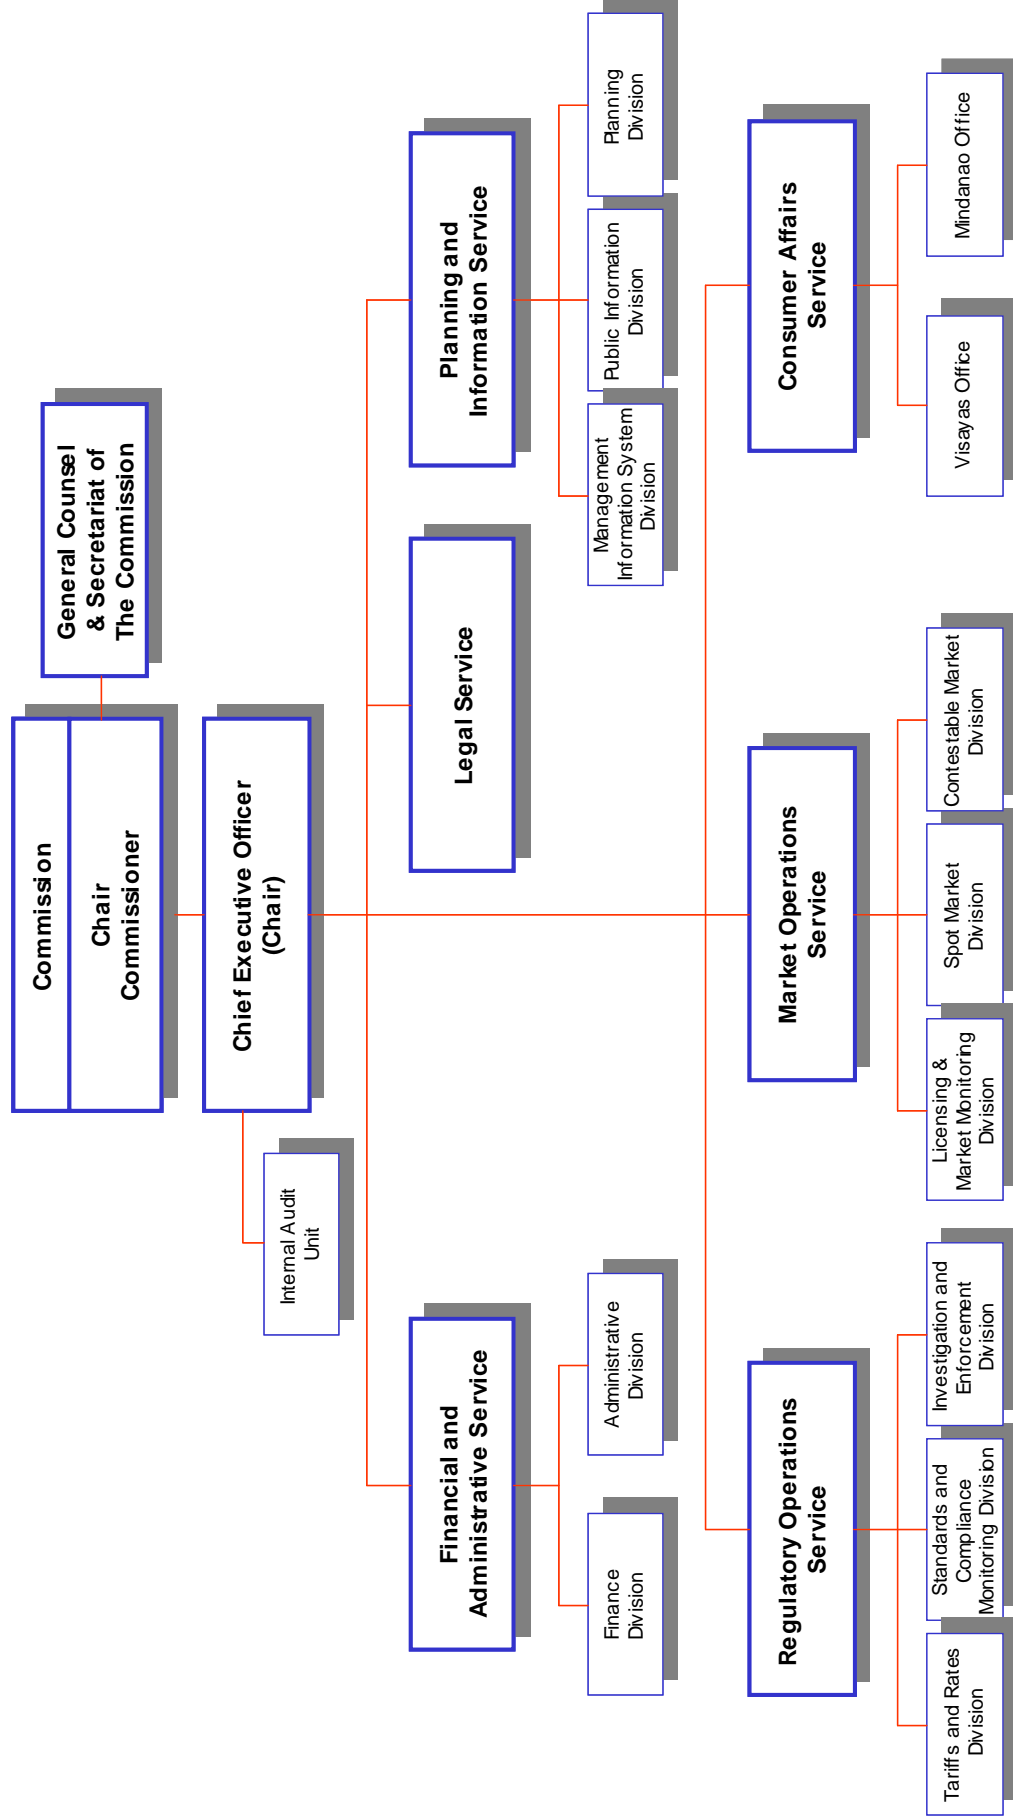 Commission
Chair
Commissioner
General Counsel
& Secretariat of
The Commission
Chief Executive Officer
(Chair)
Internal Audit
Unit
Financial and
Administrative Service
Legal Service
Planning and
Information Service
Finance
Division
Administrative
Division
Management
Information System
Division
Public Information
Division
Planning
Division
Regulatory Operations
Service
Market Operations
Service
Consumer Affairs
Service
Tariffs and Rates
Division
Standards and
Compliance
Monitoring Division
Investigation and
Enforcement
Division
Licensing &
Market Monitoring
Division
Spot Market
Division
Contestable Market
Division
Visayas Office
Mindanao Office